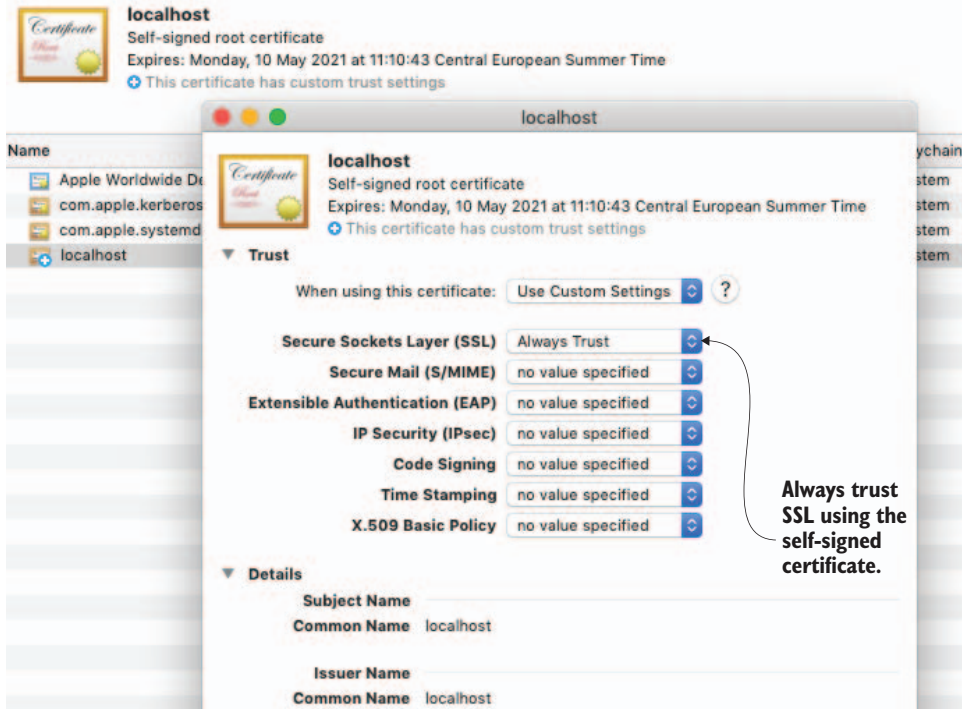 Certificate
localhost
Self-signed root certificate
Expires: Monday, 10 May 2021 at 11:10:43 Central European Summer Time
This certificate has custom trust settings
localhost
Name
ychain
Apple Worldwide De
stem
com.apple.kerberos
stem
com.apple.systemd
stem
localhost
stem
Certificate
localhost
Self-signed root certificate
Expires: Monday, 10 May 2021 at 11:10:43 Central European Summer Time
This certificate has custom trust settings
Trust
When using this certificate: Use Custom Settings ?
Secure Sockets Layer (SSL) Always Trust
Secure Mail (S/MIME) no value specified
Extensible Authentication (EAP) no value specified
IP Security (IPsec) no value specified
Code Signing no value specified
Time Stamping no value specified
X.509 Basic Policy no value specified
Always trust
SSL using the
self-signed
certificate.
Details
Subject Name
Common Name localhost
Issuer Name
Common Name localhost